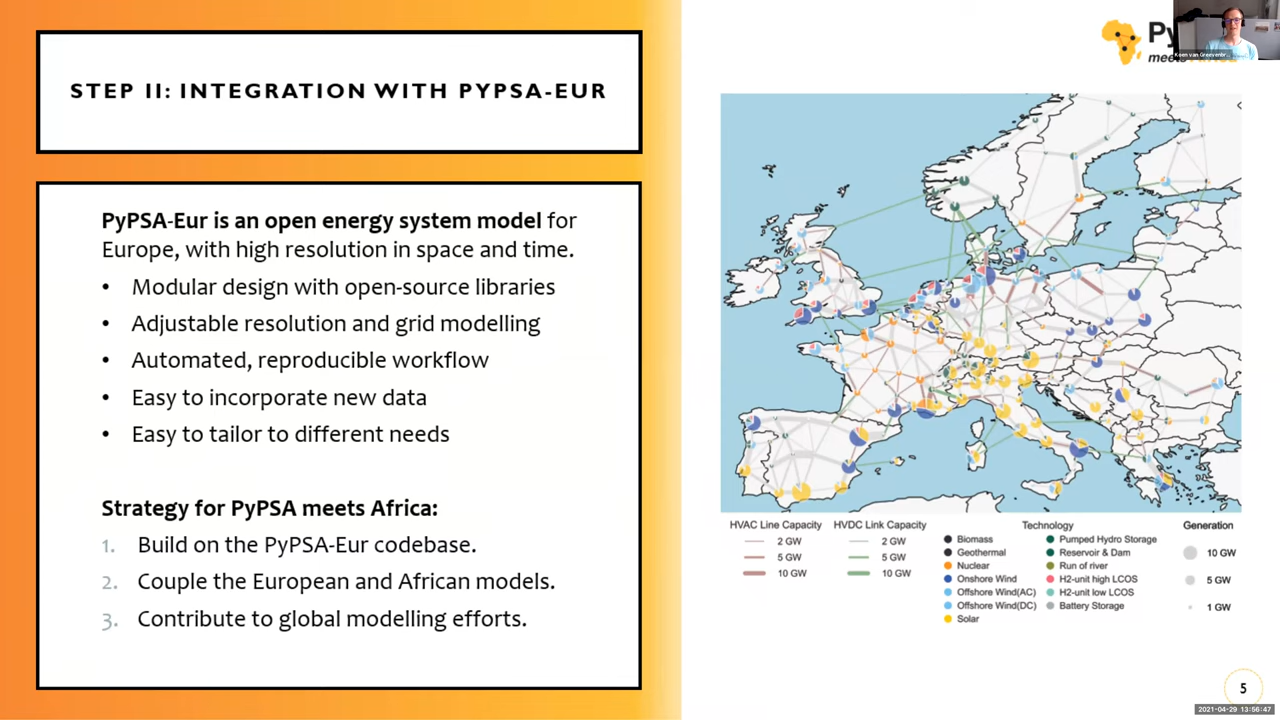 STEP II: INTEGRATION WITH PYPSA-EUR
PyPSA-Eur is an open energy system model for
Europe, with high resolution in space and time.
• Modular design with open-source libraries
• Adjustable resolution and grid modelling
• Automated, reproducible workflow
• Easy to incorporate new data
• Easy to tailor to different needs
Strategy for PyPSA meets Africa:
1. Build on the PyPSA-Eur codebase.
2. Couple the European and African models.
3. Contribute to global modelling efforts.
Py
Koen van Greevenbr...
HVAC Line Capacity
2 GW
5 GW
10 GW
HVDC Link Capacity
2 GW
5 GW
10 GW
Technology
Biomass
Geothermal
Nuclear
Onshore Wind
Offshore Wind(AC)
Offshore Wind(DC)
Solar
Pumped Hydro Storage
Reservoir & Dam
Run of river
H2-unit high LCOS
H2-unit low LCOS
Battery Storage
Generation
10 GW
5 GW
1 GW
5
2021-04-29 13:56:47